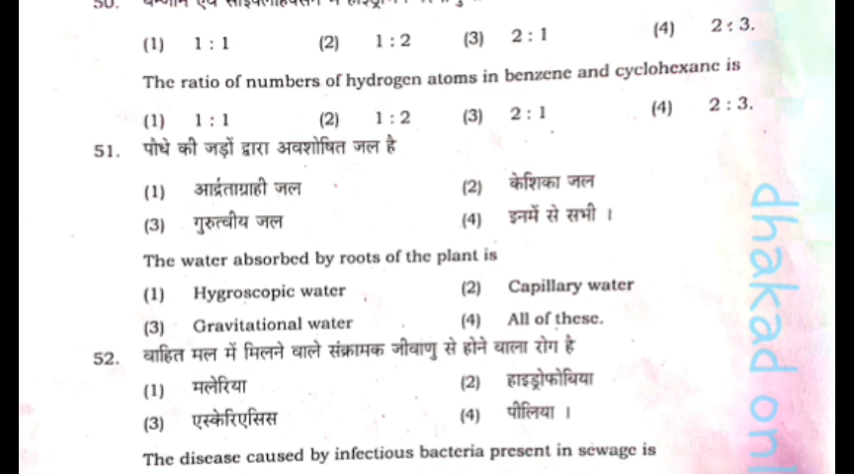 50.
(1) 1 : 1 (2) 1 : 2 (3) 2 : 1 (4) 2 : 3.
The ratio of numbers of hydrogen atoms in benzene and cyclohexane is
(1) 1 : 1 (2) 1 : 2 (3) 2 : 1 (4) 2 : 3.
51. पौधे की जड़ों द्वारा अवशोषित जल है
(1) आर्द्रताग्राही जल (2) केशिका जल
(3) गुरुत्वीय जल (4) इनमें से सभी ।
The water absorbed by roots of the plant is
(1) Hygroscopic water (2) Capillary water
(3) Gravitational water (4) All of these.
52. वाहित मल में मिलने वाले संक्रामक जीवाणु से होने वाला रोग है
(1) मलेरिया (2) हाइड्रोफोबिया
(3) एस्केरिएसिस (4) पीलिया ।
The disease caused by infectious bacteria present in sewage is
dhakad onl